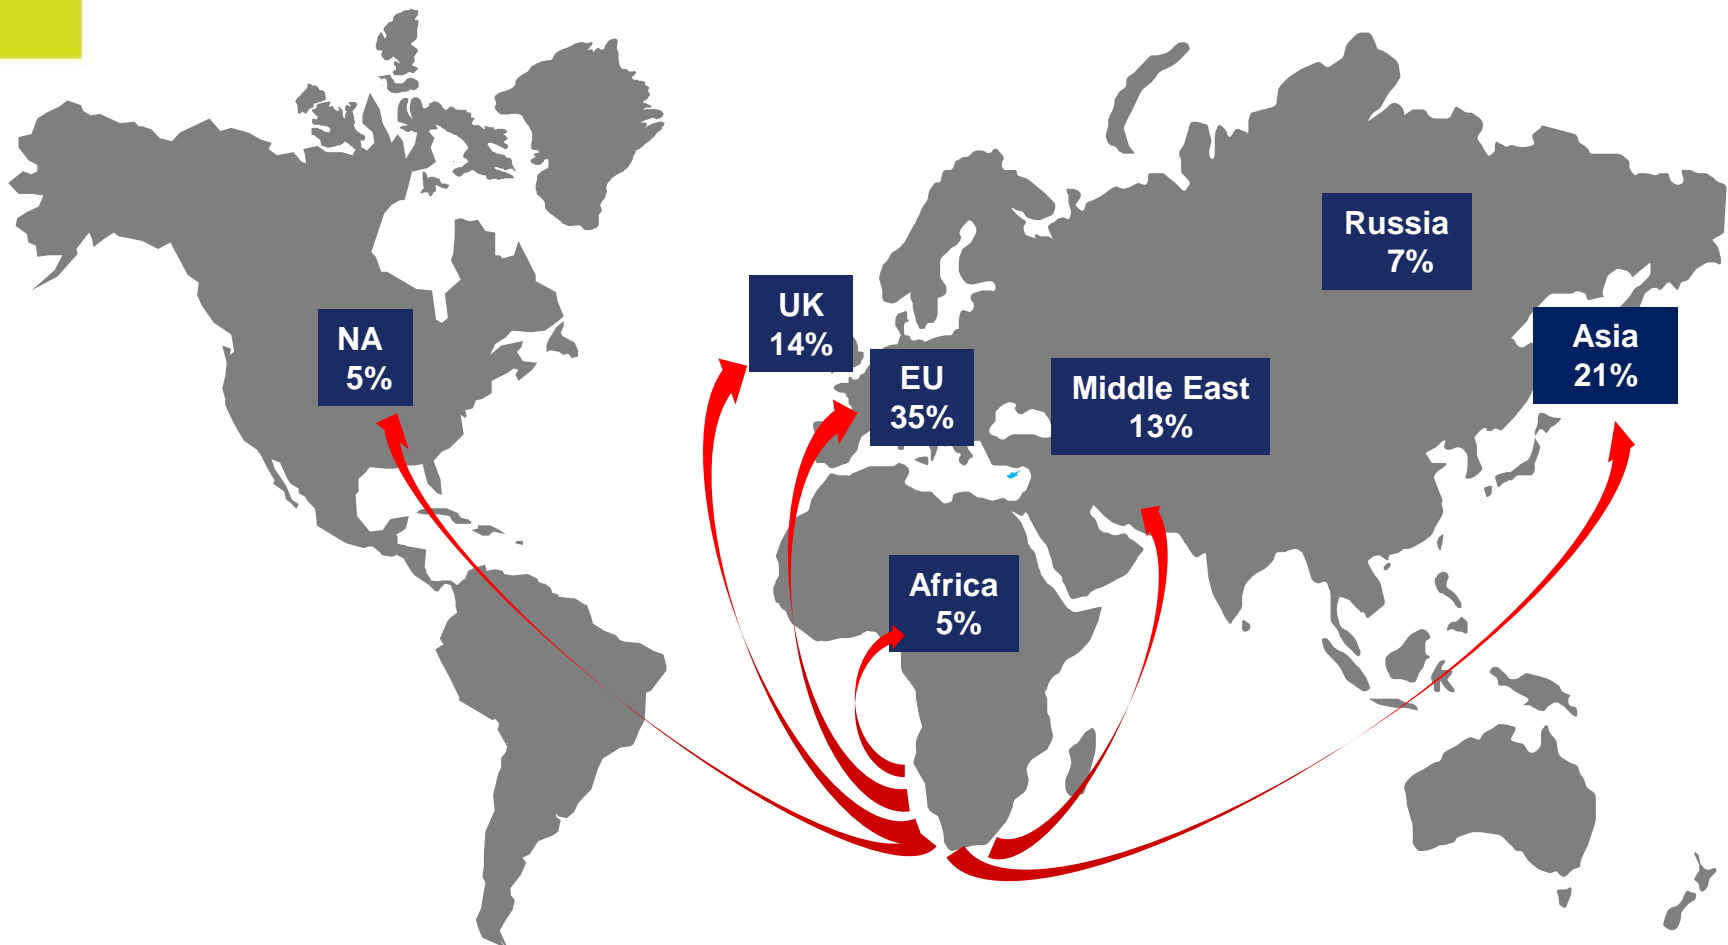 Russia
7%
UK
14%
NA
5%
Asia
21%
EU
35%
Middle East
13%
Africa
5%